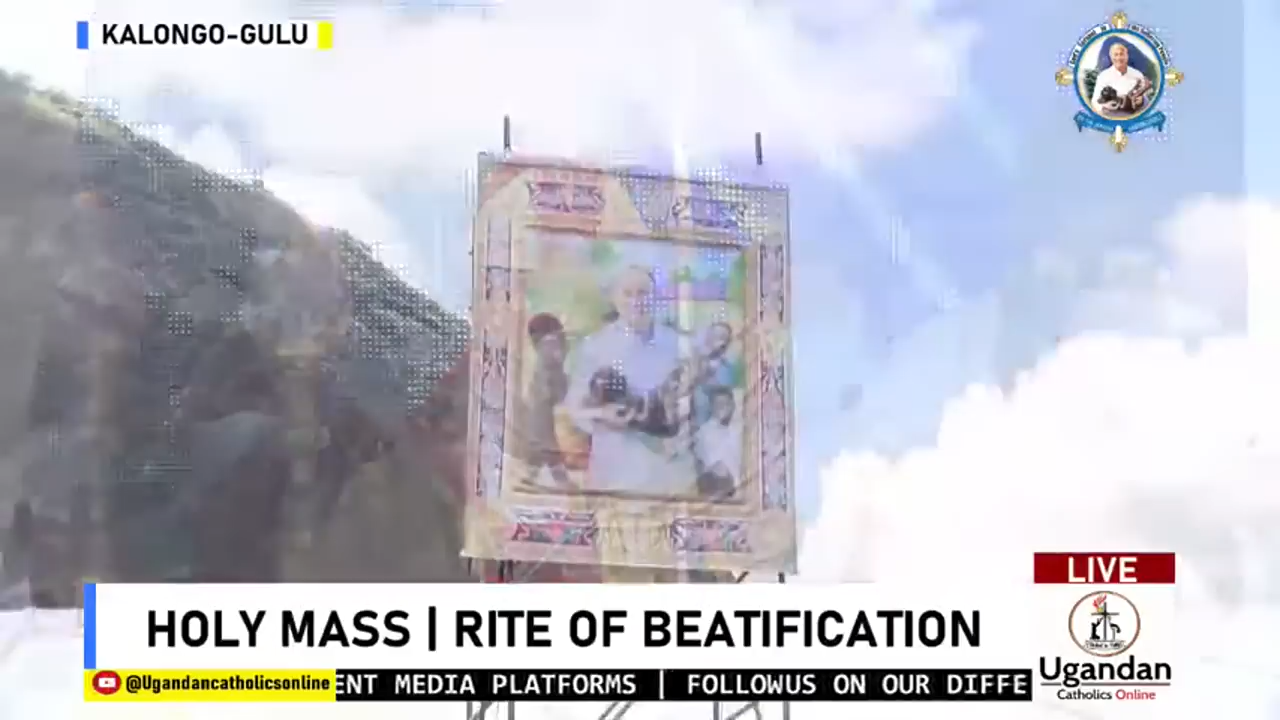 KALONGO-GULU
LIVE
HOLY MASS | RITE OF BEATIFICATION
Ugandan
Catholics Online
@Ugandancatholicsonline
ENT MEDIA PLATFORMS | FOLLOWUS ON OUR DIFFE